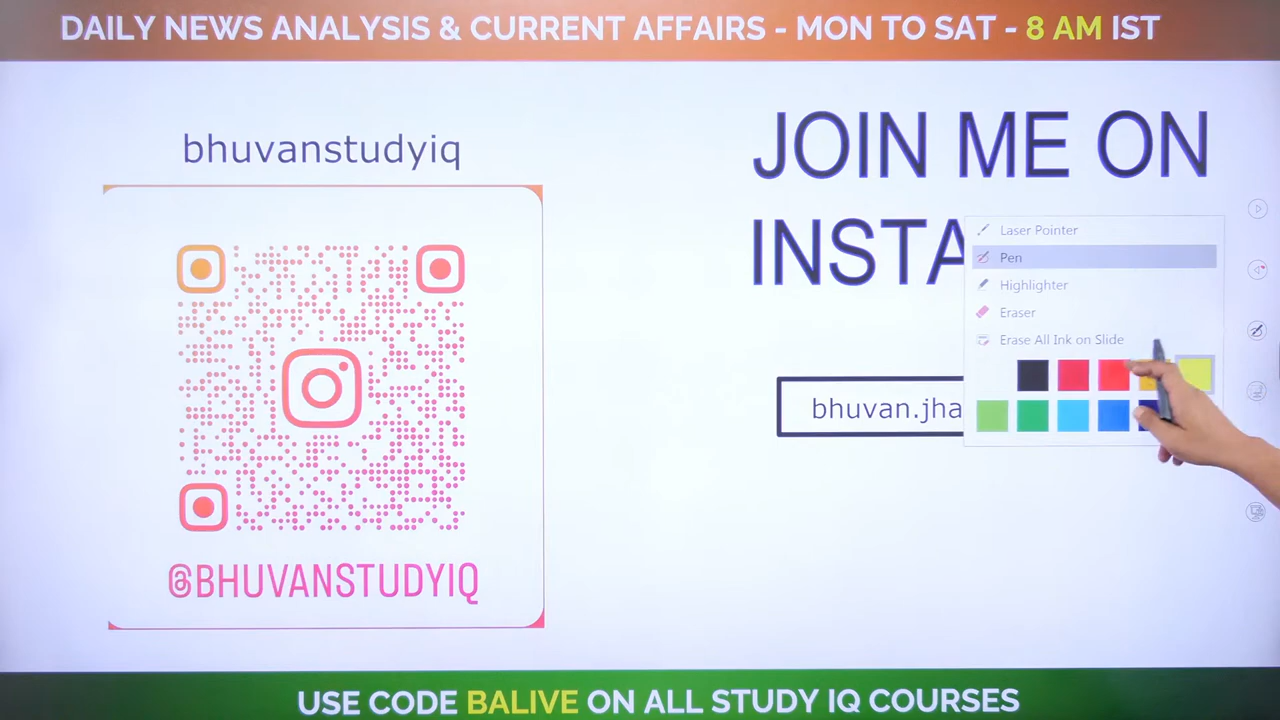 DAILY NEWS ANALYSIS & CURRENT AFFAIRS - MON TO SAT - 8 AM IST
bhuvanstudyiq
@BHUVANSTUDYIQ
JOIN ME ON
INSTA
Laser Pointer
Pen
Highlighter
Eraser
Erase All Ink on Slide
bhuvan.jha
USE CODE BALIVE ON ALL STUDY IQ COURSES